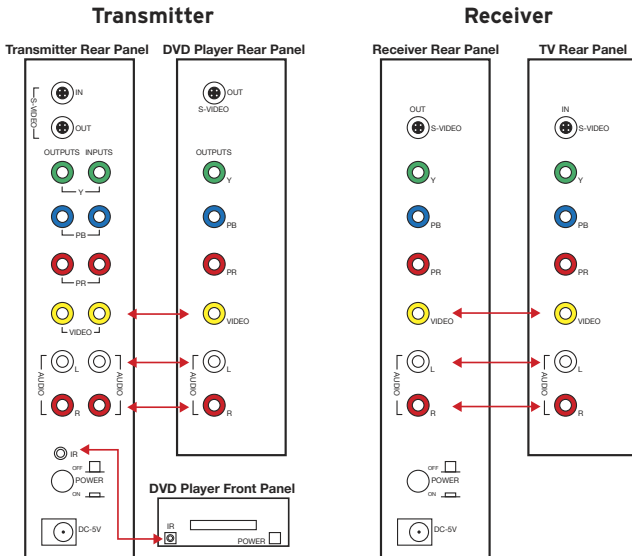 Transmitter
Transmitter Rear Panel
S-VIDEO
IN
OUT
OUTPUTS INPUTS
Y
PB
PR
VIDEO
AUDIO
L
R
AUDIO
IR
OFF
POWER
ON
DC-5V
DVD Player Rear Panel
OUT
S-VIDEO
OUTPUTS
Y
PB
PR
VIDEO
AUDIO
L
R
DVD Player Front Panel
IR
POWER
Receiver
Receiver Rear Panel
OUT
S-VIDEO
Y
PB
PR
VIDEO
AUDIO
L
R
OFF
POWER
ON
DC-5V
TV Rear Panel
IN
S-VIDEO
Y
PB
PR
VIDEO
AUDIO
L
R